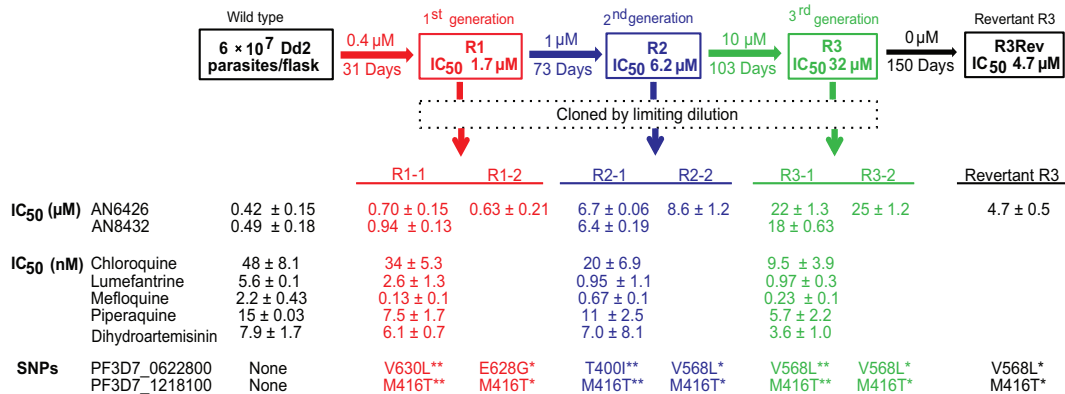 Wild type
6 × 10⁷ Dd2
parasites/flask
0.4 µM
31 Days
1st generation
R1
IC50 1.7 µM
1 µM
73 Days
2nd generation
R2
IC50 6.2 µM
10 µM
103 Days
3rd generation
R3
IC50 32 µM
0 µM
150 Days
Revertant R3
R3Rev
IC50 4.7 µM
Cloned by limiting dilution
R1-1 R1-2 R2-1 R2-2 R3-1 R3-2 Revertant R3
IC50 (µM) AN6426 0.42 ± 0.15 0.70 ± 0.15 0.63 ± 0.21 6.7 ± 0.06 8.6 ± 1.2 22 ± 1.3 25 ± 1.2 4.7 ± 0.5
AN8432 0.49 ± 0.18 0.94 ± 0.13 6.4 ± 0.19 18 ± 0.63
IC50 (nM) Chloroquine 48 ± 8.1 34 ± 5.3 20 ± 6.9 9.5 ± 3.9
Lumefantrine 5.6 ± 0.1 2.6 ± 1.3 0.95 ± 1.1 0.97 ± 0.3
Mefloquine 2.2 ± 0.43 0.13 ± 0.1 0.67 ± 0.1 0.23 ± 0.1
Piperaquine 15 ± 0.03 7.5 ± 1.7 11 ± 2.5 5.7 ± 2.2
Dihydroartemisinin 7.9 ± 1.7 6.1 ± 0.7 7.0 ± 8.1 3.6 ± 1.0
SNPs PF3D7_0622800 None V630L** E628G* T400I** V568L* V568L** V568L* V568L*
PF3D7_1218100 None M416T** M416T* M416T** M416T* M416T** M416T* M416T*